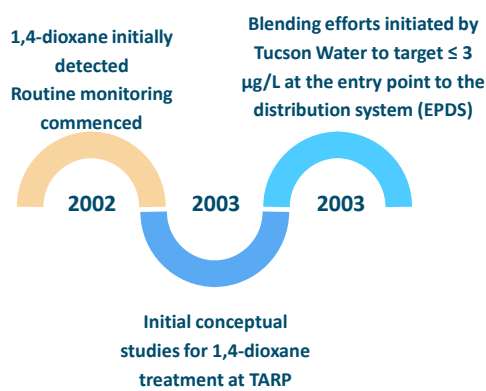 1,4-dioxane initially
detected
Routine monitoring
commenced
2002
Initial conceptual
studies for 1,4-dioxane
treatment at TARP
2003
Blending efforts initiated by
Tucson Water to target ≤ 3
µg/L at the entry point to the
distribution system (EPDS)
2003